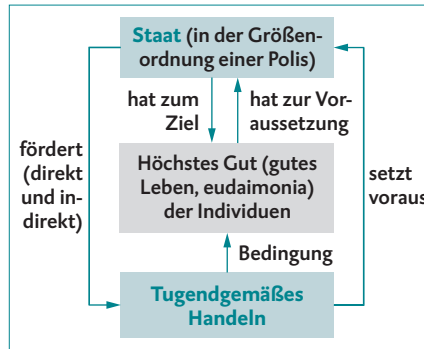 Staat (in der Größen-
ordnung einer Polis)
hat zum
Ziel
hat zur Vor-
aussetzung
fördert
(direkt
und in-
direkt)
Höchstes Gut (gutes
Leben, eudaimonia)
der Individuen
setzt
voraus
Bedingung
Tugendgemäßes
Handeln